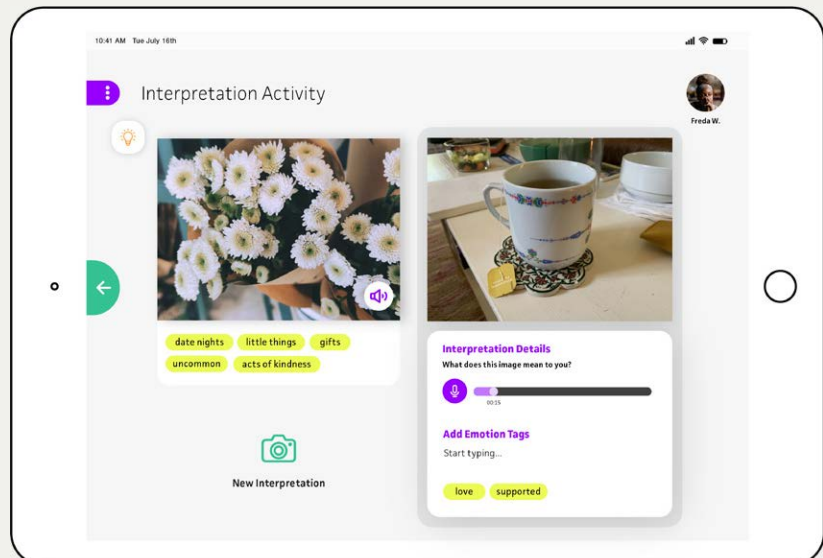 10:41 AM Tue July 16th
Interpretation Activity
Freda W.
date nights little things gifts
uncommon acts of kindness
New Interpretation
Interpretation Details
What does this image mean to you?
00:15
Add Emotion Tags
Start typing...
love supported